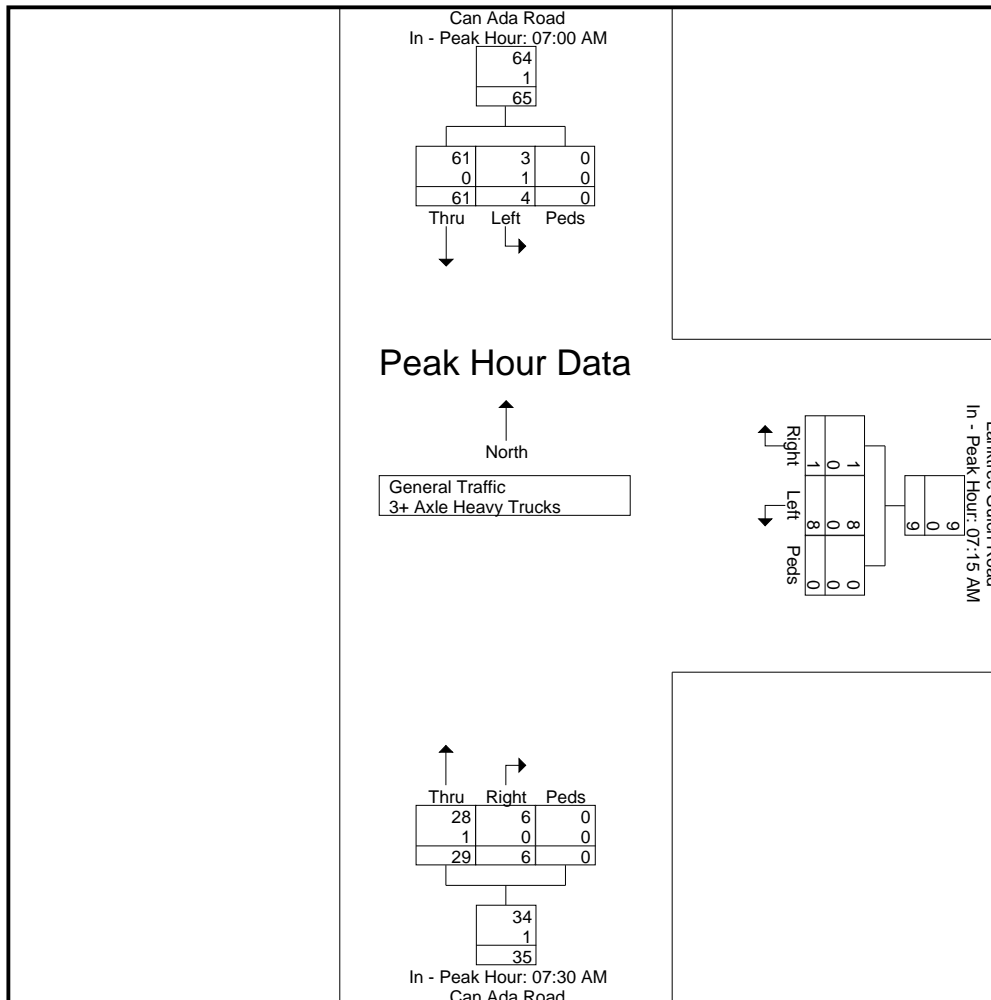 Can Ada Road
In - Peak Hour: 07:00 AM
64
1
65
61 3 0
0 1 0
61 4 0
Thru Left Peds
Peak Hour Data
North
General Traffic
3+ Axle Heavy Trucks
Road
In - Peak Hour: 07:15 AM
9
0
9
1 8 0
0 0 0
1 8 0
Right Left Peds
Thru Right Peds
28 6 0
1 0 0
29 6 0
34
1
35
In - Peak Hour: 07:30 AM
Can Ada Road